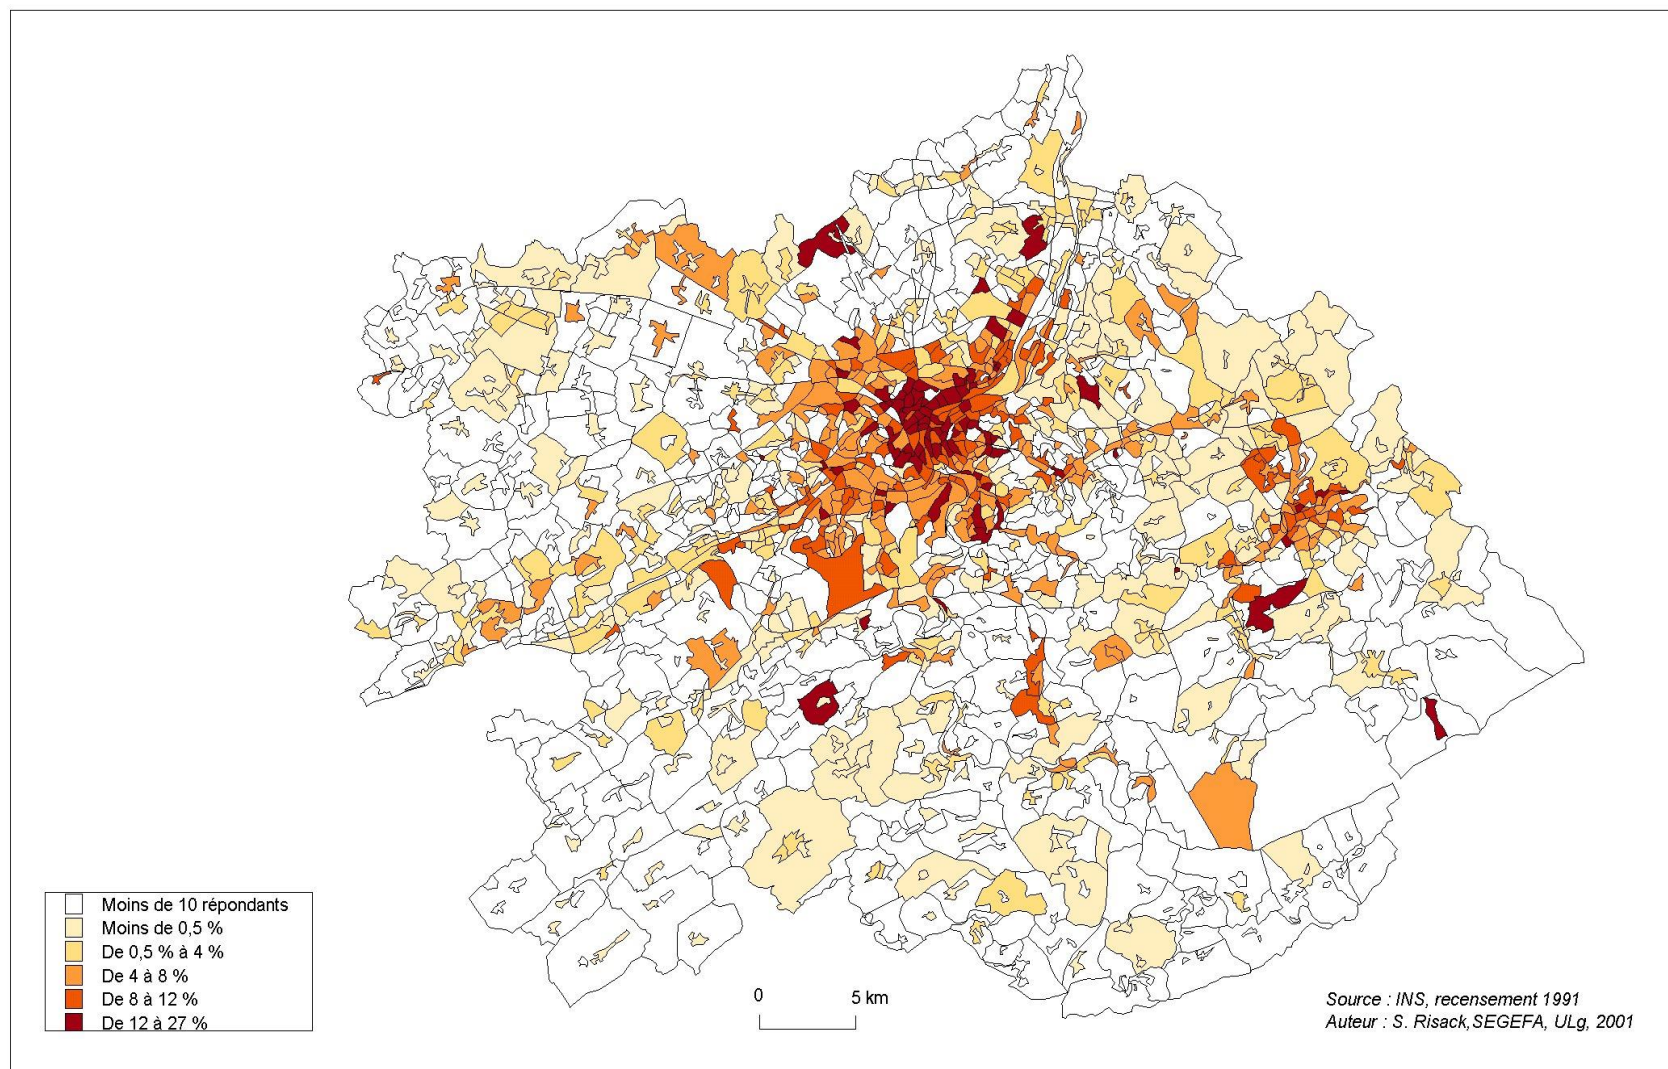 Moins de 10 répondants
Moins de 0,5 %
De 0,5 % à 4 %
De 4 à 8 %
De 8 à 12 %
De 12 à 27 %
0 5 km
Source : INS, recensement 1991
Auteur : S. Risack,SEGEFA, ULg, 2001